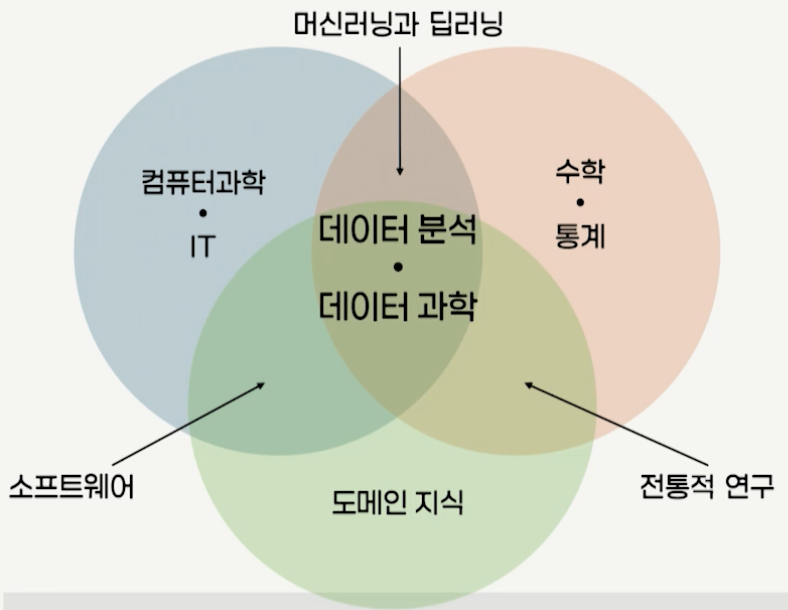 머신러닝과 딥러닝
컴퓨터과학
•
IT
수학
•
통계
데이터 분석
•
데이터 과학
소프트웨어
도메인 지식
전통적 연구